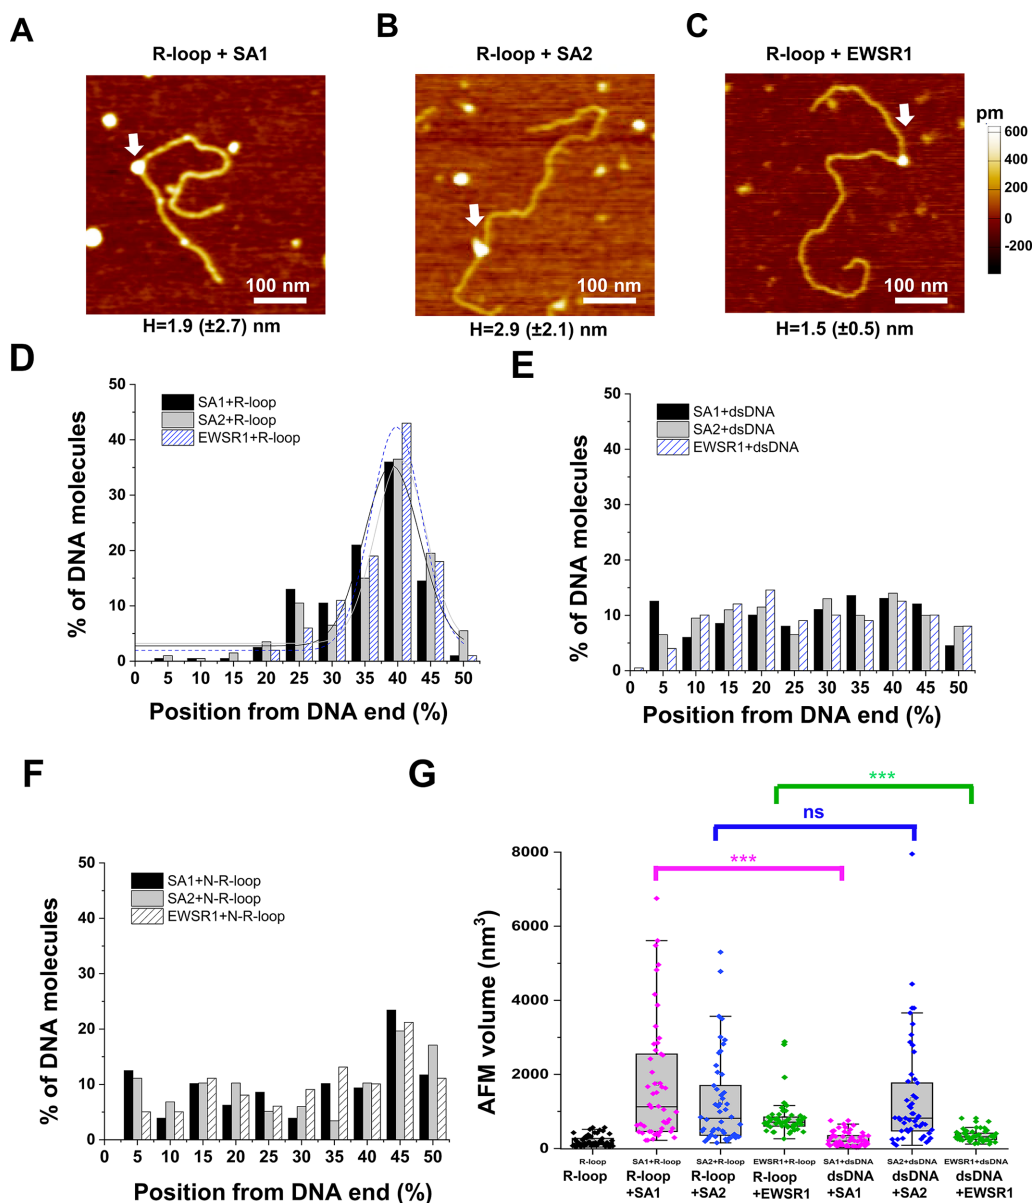 A
R-loop + SA1
100 nm
H=1.9 (±2.7) nm
B
R-loop + SA2
100 nm
H=2.9 (±2.1) nm
C
R-loop + EWSR1
100 nm
H=1.5 (±0.5) nm
pm
600
400
200
0
-200
D
50
40
30
20
10
0
% of DNA molecules
SA1+R-loop
SA2+R-loop
EWSR1+R-loop
0 5 10 15 20 25 30 35 40 45 50
Position from DNA end (%)
E
50
40
30
20
10
0
% of DNA molecules
SA1+dsDNA
SA2+dsDNA
EWSR1+dsDNA
0 5 10 15 20 25 30 35 40 45 50
Position from DNA end (%)
F
50
40
30
20
10
0
% of DNA molecules
SA1+N-R-loop
SA2+N-R-loop
EWSR1+N-R-loop
0 5 10 15 20 25 30 35 40 45 50
Position from DNA end (%)
G
***
ns
***
8000
6000
4000
2000
0
AFM volume (nm³)
R-loop SA1+R-loop SA2+R-loop EWSR1+R-loop SA1+dsDNA SA2+dsDNA EWSR1+dsDNA
R-loop R-loop R-loop R-loop dsDNA dsDNA dsDNA
+SA1 +SA2 +EWSR1 +SA1 +SA2 +EWSR1